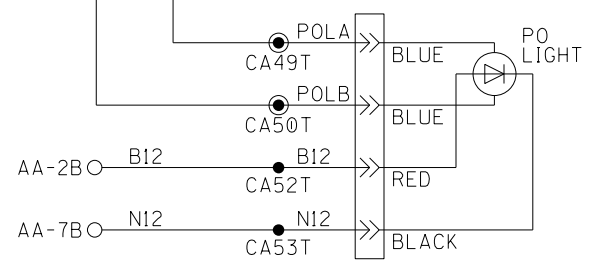 POLA
PO
LIGHT
CA49T
BLUE
POLB
CA50T
BLUE
AA-2B
B12
B12
CA52T
RED
AA-7B
N12
N12
CA53T
BLACK